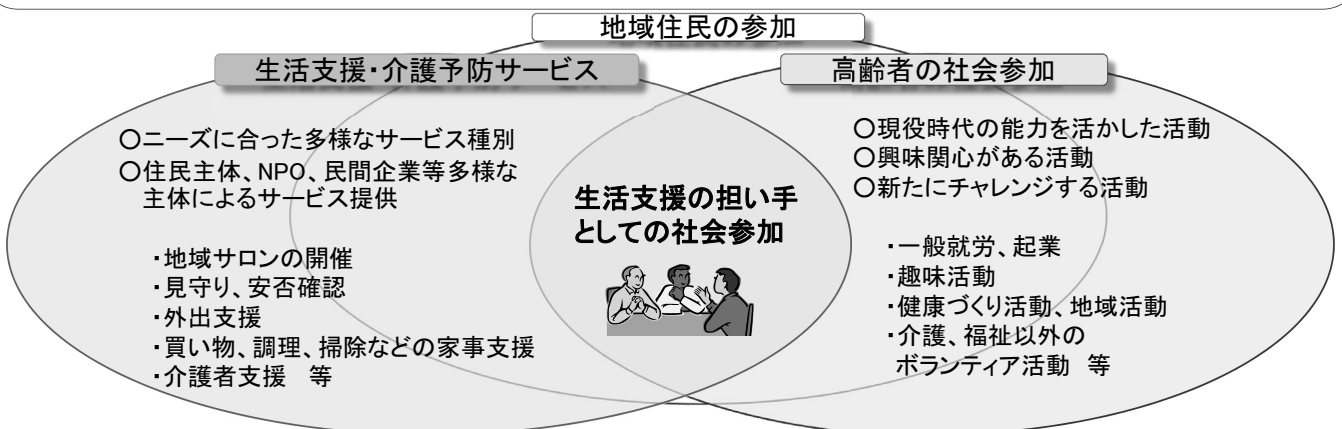 地域住民の参加
生活支援・介護予防サービス
○ニーズに合った多様なサービス種別
○住民主体、NPO、民間企業等多様な
主体によるサービス提供
・地域サロンの開催
・見守り、安否確認
・外出支援
・買い物、調理、掃除などの家事支援
・介護者支援　等
生活支援の担い手
としての社会参加
高齢者の社会参加
○現役時代の能力を活かした活動
○興味関心がある活動
○新たにチャレンジする活動
・一般就労、起業
・趣味活動
・健康づくり活動、地域活動
・介護、福祉以外の
ボランティア活動　等